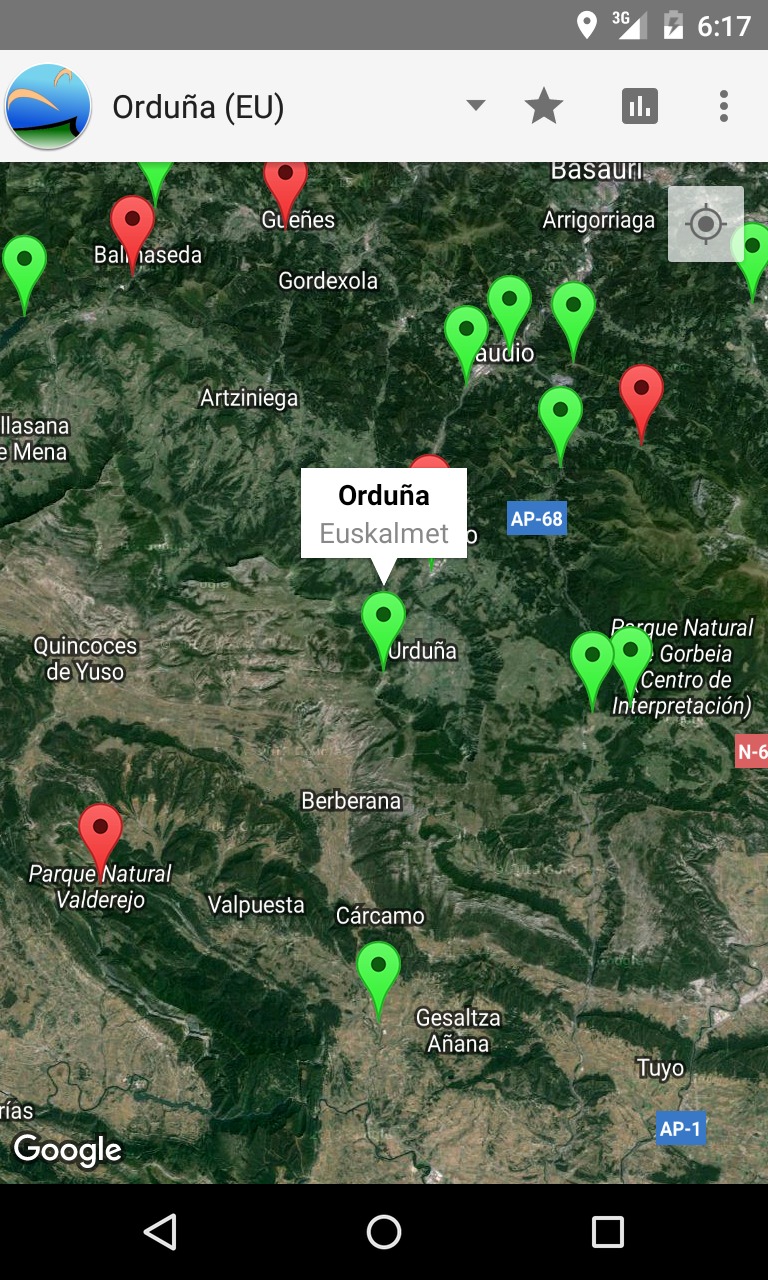 3G 6:17
Orduña (EU)
Basauri
Güeñes
Arrigorriaga
Balmaseda
Gordexola
audio
Artziniega
llasana
e Mena
Orduña
Euskalmet
o
AP-68
Urduña
Quincoces
de Yuso
Parque Natural
e Gorbeia
(Centro de
Interpretación)
N-6
Berberana
Parque Natural
Valderejo
Valpuesta
Cárcamo
Gesaltza
Añana
Tuyo
rías
AP-1
Google